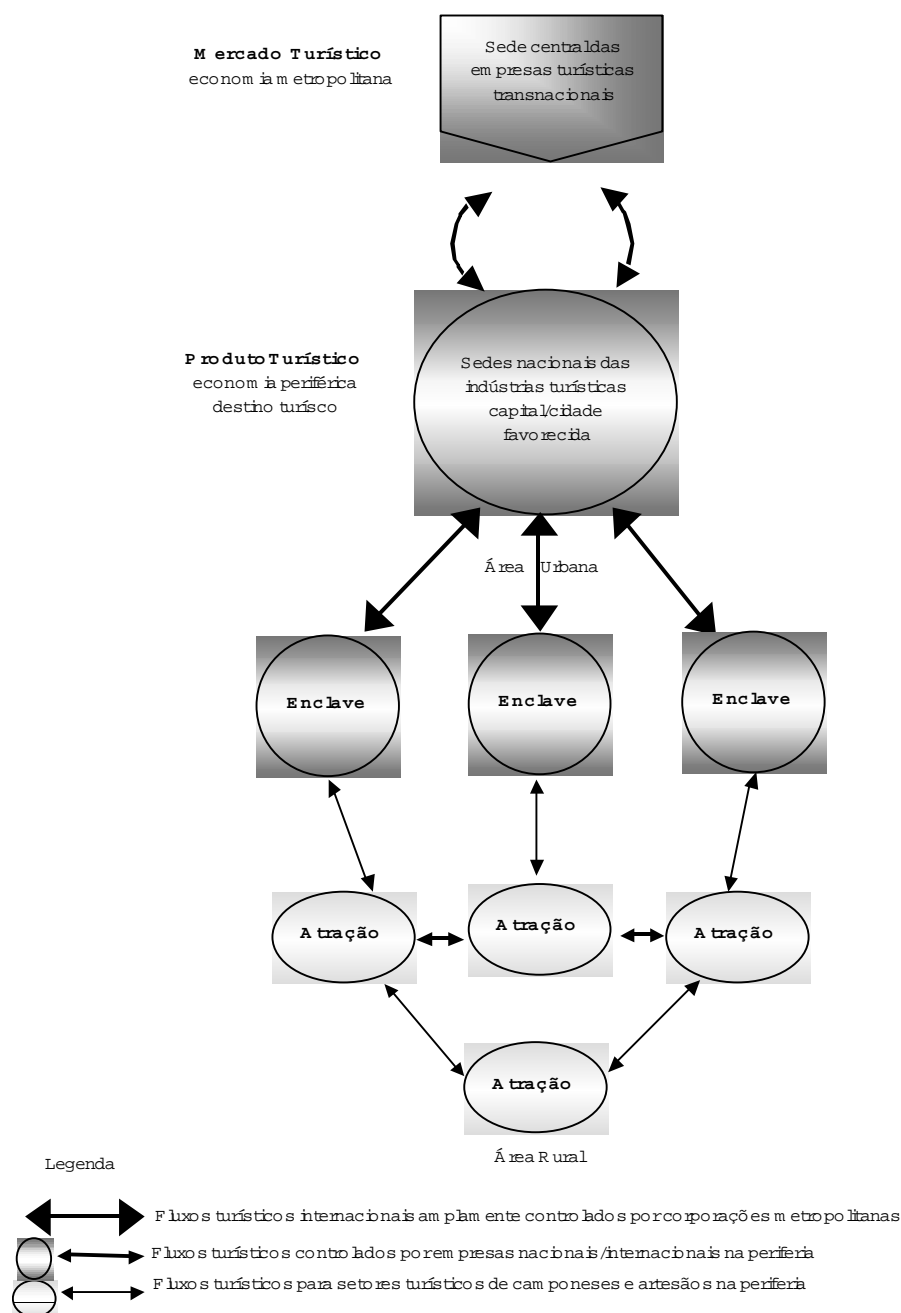 Mercado Turístico
economia metropolitana
Sede central das
empresas turísticas
transnacionais
Produto Turístico
economia periférica
destino turísco
Sedes nacionais das
indústrias turísticas
capital/cidade
favorecida
Área Urbana
Enclave
Enclave
Enclave
Atração
Atração
Atração
Atração
Área Rural
Legenda
Fluxos turísticos internacionais amplamente controlados por corporações metropolitanas
Fluxos turísticos controlados por empresas nacionais/internacionais na periferia
Fluxos turísticos para setores turísticos de camponeses e artesãos na periferia